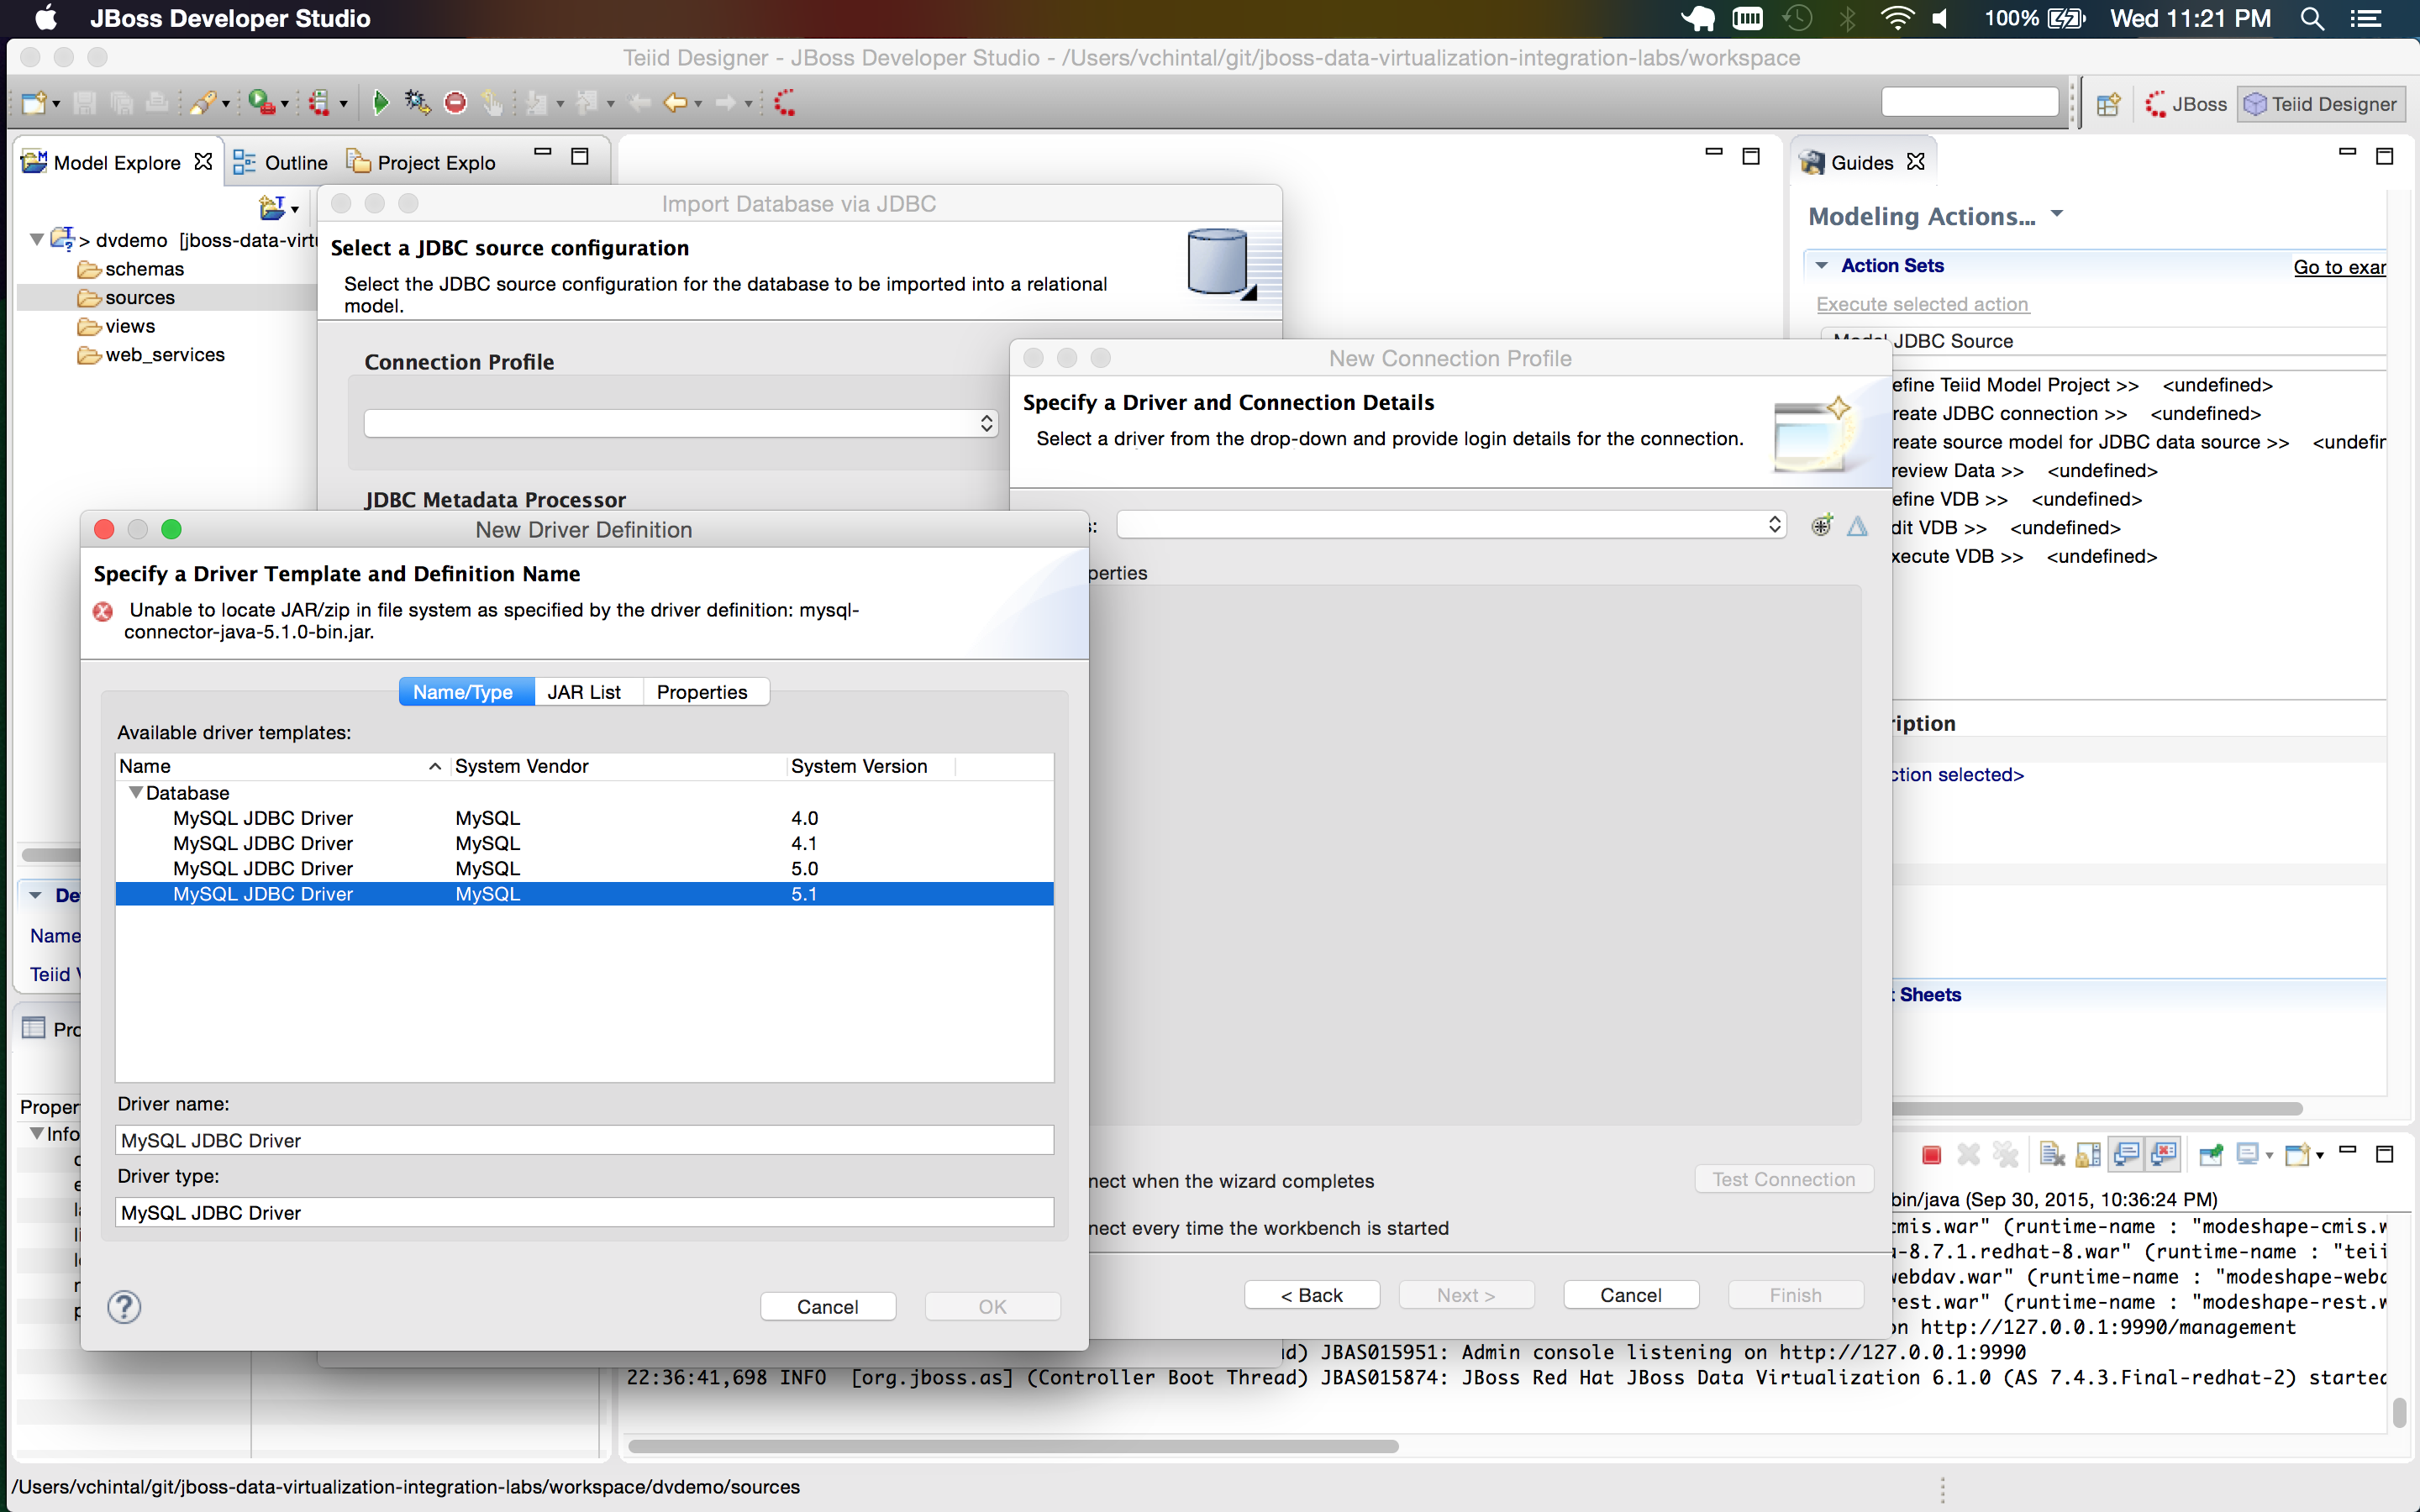 JBoss Developer Studio
100%
Wed 11:21 PM
Teiid Designer - JBoss Developer Studio - /Users/vchintal/git/jboss-data-virtualization-integration-labs/workspace
JBoss
Teiid Designer
Model Explore
Outline
Project Explo
> dvdemo [jboss-data-virtu
schemas
sources
views
web_services
Import Database via JDBC
Select a JDBC source configuration
Select the JDBC source configuration for the database to be imported into a relational
model.
Connection Profile
JDBC Metadata Processor
Guides
Modeling Actions...
Action Sets
Go to exar
Execute selected action
Model JDBC Source
efine Teiid Model Project >> <undefined>
reate JDBC connection >> <undefined>
reate source model for JDBC data source >> <undefir
review Data >> <undefined>
efine VDB >> <undefined>
dit VDB >> <undefined>
xecute VDB >> <undefined>
ription
ction selected>
t Sheets
New Connection Profile
Specify a Driver and Connection Details
Select a driver from the drop-down and provide login details for the connection.
s:
perties
nect when the wizard completes
Test Connection
nect every time the workbench is started
< Back
Next >
Cancel
Finish
New Driver Definition
Specify a Driver Template and Definition Name
Unable to locate JAR/zip in file system as specified by the driver definition: mysql-
connector-java-5.1.0-bin.jar.
Name/Type
JAR List
Properties
Available driver templates:
Name System Vendor System Version
Database
MySQL JDBC Driver MySQL 4.0
MySQL JDBC Driver MySQL 4.1
MySQL JDBC Driver MySQL 5.0
MySQL JDBC Driver MySQL 5.1
Driver name:
MySQL JDBC Driver
Driver type:
MySQL JDBC Driver
Cancel
OK
De
Name
Teiid V
Pro
Proper
Info
bin/java (Sep 30, 2015, 10:36:24 PM)
cmis.war" (runtime-name : "modeshape-cmis.w
a-8.7.1.redhat-8.war" (runtime-name : "teii
webdav.war" (runtime-name : "modeshape-webd
rest.war" (runtime-name : "modeshape-rest.w
on http://127.0.0.1:9990/management
ad) JBAS015951: Admin console listening on http://127.0.0.1:9990
22:36:41,698 INFO [org.jboss.as] (Controller Boot Thread) JBAS015874: JBoss Red Hat JBoss Data Virtualization 6.1.0 (AS 7.4.3.Final-redhat-2) started
/Users/vchintal/git/jboss-data-virtualization-integration-labs/workspace/dvdemo/sources